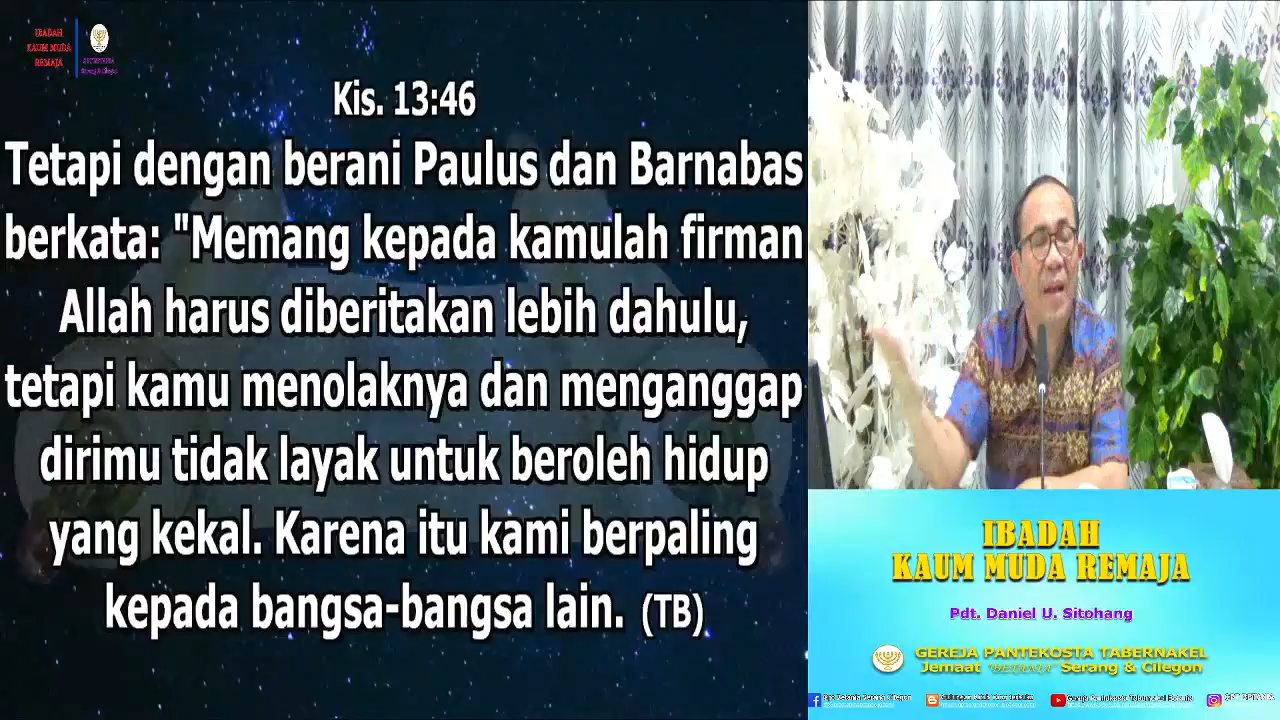 IBADAH
KAUM MUDA
REMAJA
Kis. 13:46
Tetapi dengan berani Paulus dan Barnabas
berkata: "Memang kepada kamulah firman
Allah harus diberitakan lebih dahulu,
tetapi kamu menolaknya dan menganggap
dirimu tidak layak untuk beroleh hidup
yang kekal. Karena itu kami berpaling
kepada bangsa-bangsa lain. (TB)
IBADAH
KAUM MUDA REMAJA
Pdt. Daniel U. Sitohang
GEREJA PANTEKOSTA TABERNAKEL
Jemaat "BETANIA" Serang & Cilegon